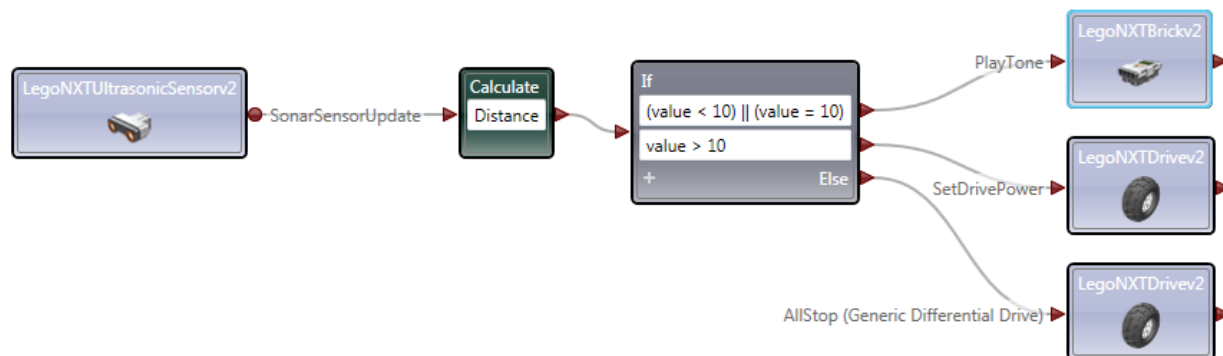 LegoNXTUltrasonicSensorv2
SonarSensorUpdate
Calculate
Distance
If
(value < 10) || (value = 10)
value > 10
+ Else
PlayTone
LegoNXTBrickv2
SetDrivePower
LegoNXTDrivev2
AllStop (Generic Differential Drive)
LegoNXTDrivev2